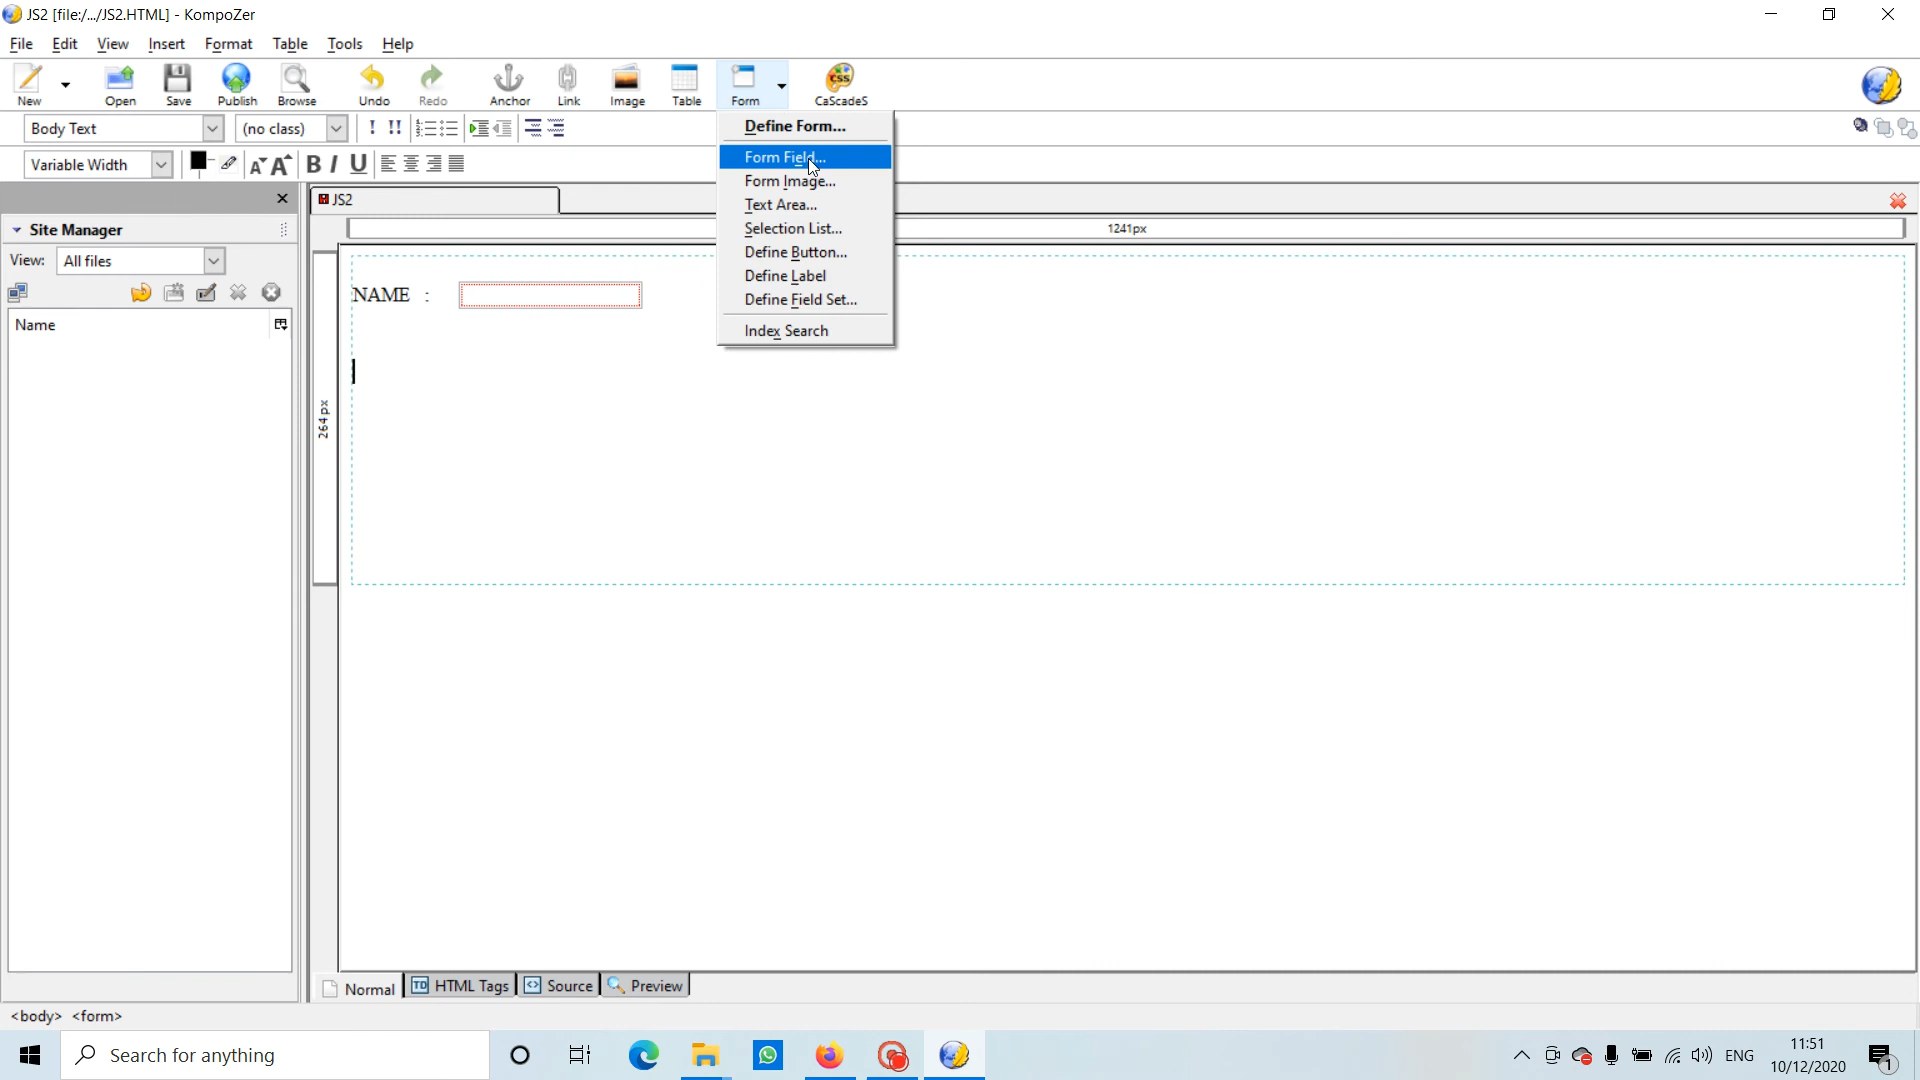 JS2 [file:/.../JS2.HTML] - KompoZer
File Edit View Insert Format Table Tools Help
New Open Save Publish Browse Undo Redo Anchor Link Image Table Form CaScadeS
Define Form...
Body Text (no class) ! !!
Form Field...
Variable Width B I U
Form Image...
JS2
Text Area...
Site Manager
1241px
Selection List...
View: All files
Define Button...
Define Label
NAME :
Define Field Set...
Name
Index Search
264px
Normal HTML Tags Source Preview
<body> <form>
Search for anything
ENG
11:51
10/12/2020
1